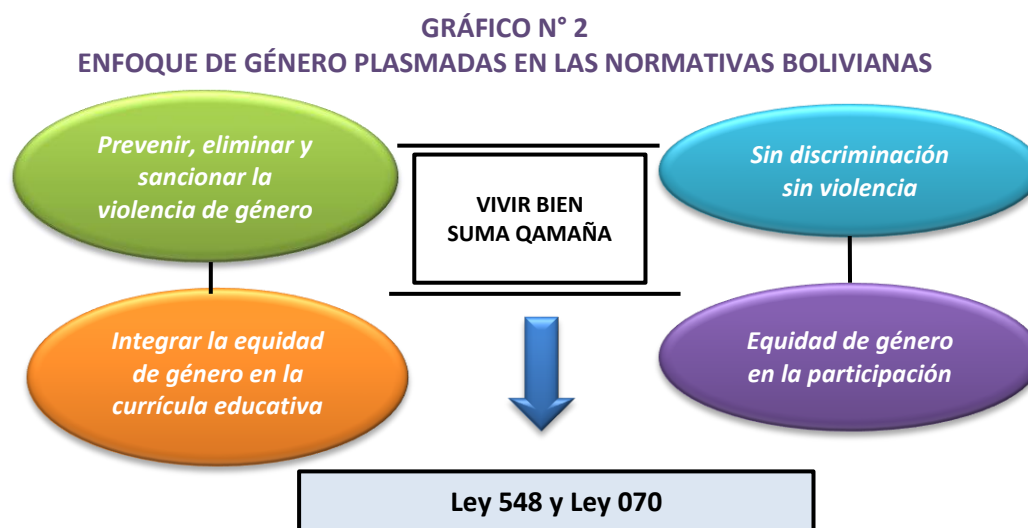 GRÁFICO N° 2
ENFOQUE DE GÉNERO PLASMADAS EN LAS NORMATIVAS BOLIVIANAS
Prevenir, eliminar y
sancionar la
violencia de género
VIVIR BIEN
SUMA QAMAÑA
Sin discriminación
sin violencia
Integrar la equidad
de género en la
currícula educativa
Equidad de género
en la participación
Ley 548 y Ley 070